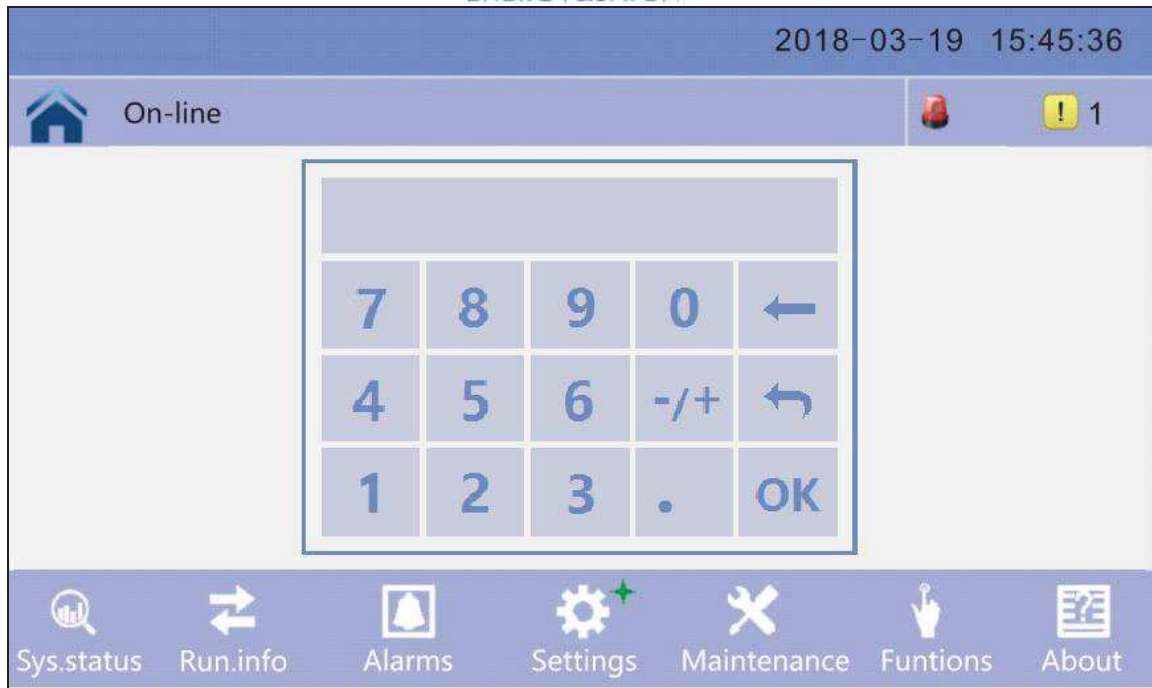 2018-03-19 15:45:36
On-line
! 1
7 8 9 0
4 5 6 -/+
1 2 3 . OK
Sys.status Run.info Alarms Settings Maintenance Funtions About